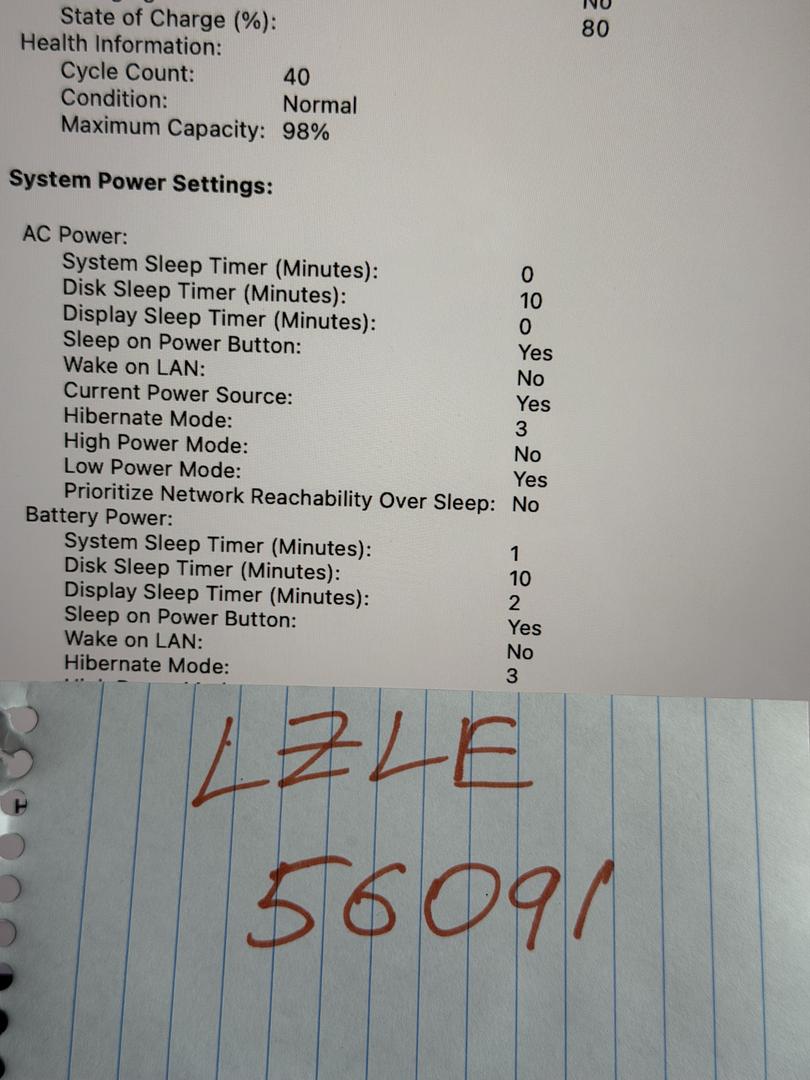 No
State of Charge (%): 80
Health Information:
Cycle Count: 40
Condition: Normal
Maximum Capacity: 98%
System Power Settings:
AC Power:
System Sleep Timer (Minutes): 0
Disk Sleep Timer (Minutes): 10
Display Sleep Timer (Minutes): 0
Sleep on Power Button: Yes
Wake on LAN: No
Current Power Source: Yes
Hibernate Mode: 3
High Power Mode: No
Low Power Mode: Yes
Prioritize Network Reachability Over Sleep: No
Battery Power:
System Sleep Timer (Minutes): 1
Disk Sleep Timer (Minutes): 10
Display Sleep Timer (Minutes): 2
Sleep on Power Button: Yes
Wake on LAN: No
Hibernate Mode: 3
LZLE
56091